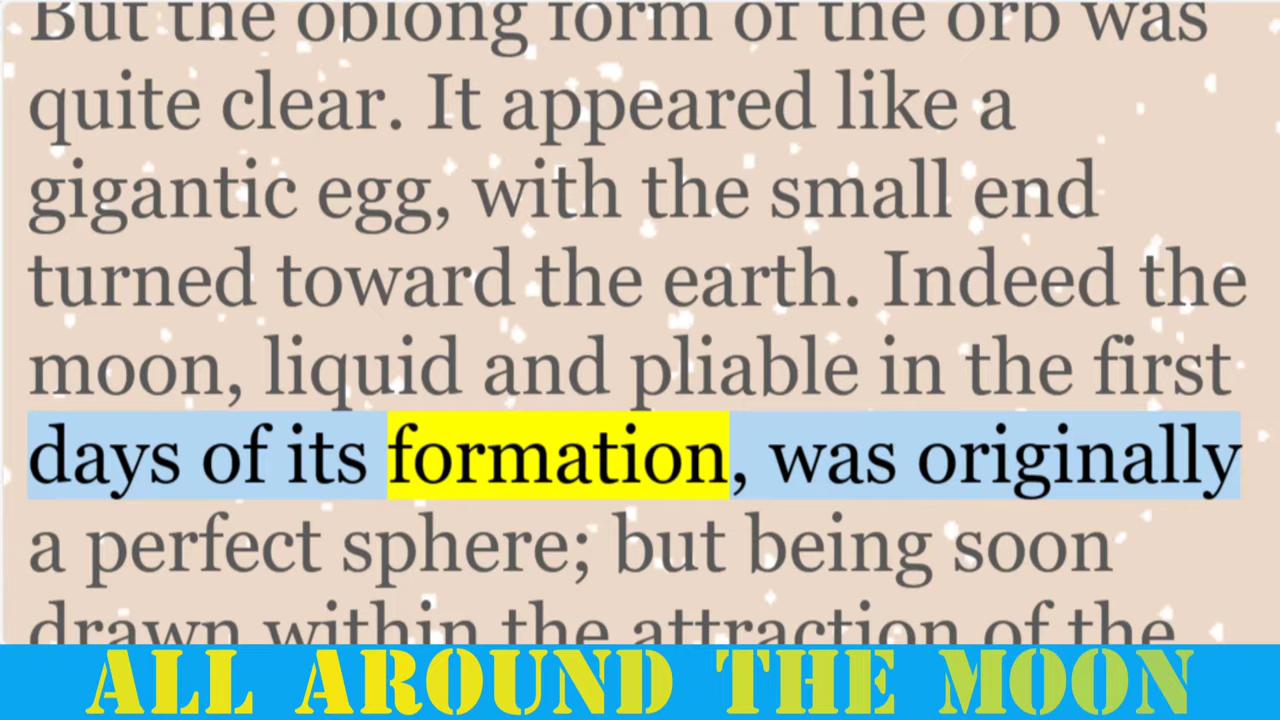 But the oblong form of the orb was
quite clear. It appeared like a
gigantic egg, with the small end
turned toward the earth. Indeed the
moon, liquid and pliable in the first
days of its formation, was originally
a perfect sphere; but being soon
drawn within the attraction of the
ALL AROUND THE MOON